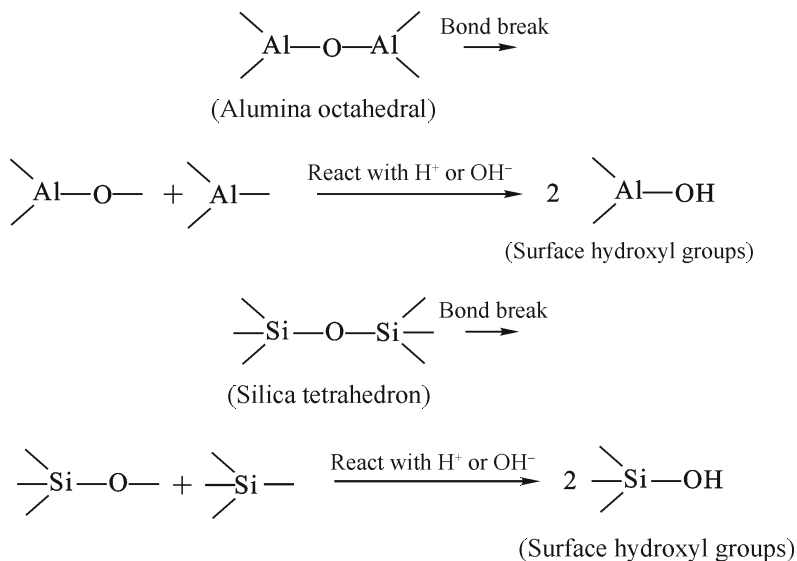 Al—O—Al Bond break
(Alumina octahedral)
Al—O— + Al— React with H⁺ or OH⁻ 2 Al—OH
(Surface hydroxyl groups)
—Si—O—Si— Bond break
(Silica tetrahedron)
—Si—O— + —Si— React with H⁺ or OH⁻ 2 —Si—OH
(Surface hydroxyl groups)